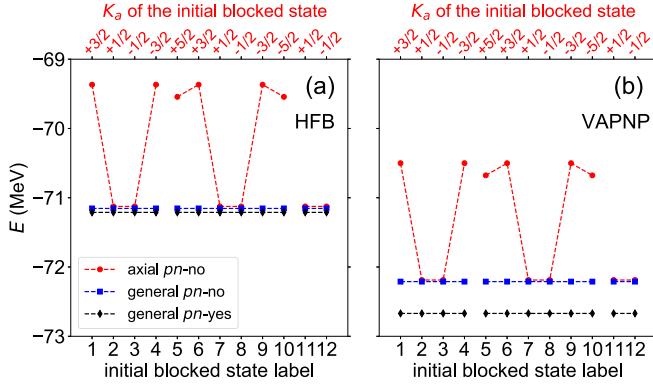 K_a of the initial blocked state K_a of the initial blocked state
+3/2 +1/2 -1/2 -3/2 +5/2 +3/2 +1/2 -1/2 -3/2 -5/2 +1/2 -1/2 +3/2 +1/2 -1/2 -3/2 +5/2 +3/2 +1/2 -1/2 -3/2 -5/2 +1/2 -1/2
−69
(a) (b)
HFB VAPNP
−70
−71
E (MeV)
−72
axial pn-no
general pn-no
general pn-yes
−73
1 2 3 4 5 6 7 8 9 10 11 12 1 2 3 4 5 6 7 8 9 10 11 12
initial blocked state label initial blocked state label